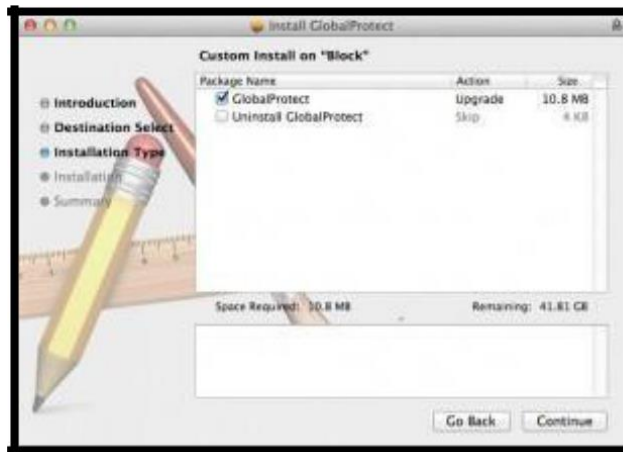 Install GlobalProtect
Custom Install on "Block"
Introduction
Destination Select
Installation Type
Installation
Summary
Package Name Action Size
GlobalProtect Upgrade 10.8 MB
Uninstall GlobalProtect Skip 4 KB
Space Required: 10.8 MB Remaining: 41.81 GB
Go Back Continue